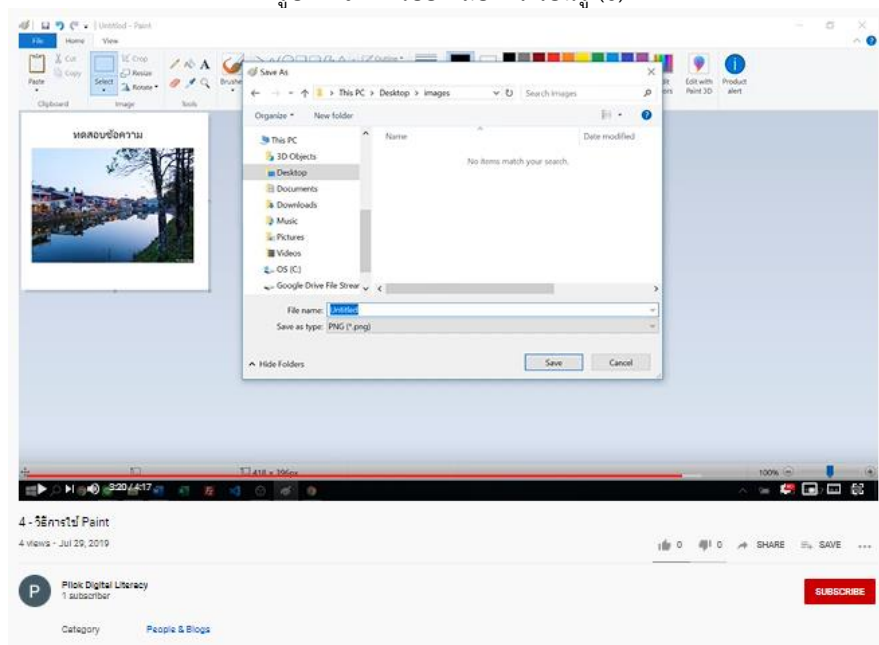 Untitled - Paint
File Home View
Cut
Copy
Paste
Select
Crop
Resize
Rotate
Outline
Edit with Paint 3D
Product alert
Clipboard Image Tools
Save As
This PC > Desktop > images
Search images
Organize New folder
Name Date modified
No items match your search.
This PC
3D Objects
Desktop
Documents
Downloads
Music
Pictures
Videos
OS (C:)
Google Drive File Strear
File name: Untitled
Save as type: PNG (*.png)
Hide Folders
Save Cancel
ทดสอบข้อความ
418 × 396px
100%
3:20 / 4:17
4 - วิธีการใช้ Paint
4 views - Jul 29, 2019
0 0 SHARE SAVE ...
P
Pilok Digital Literacy
1 subscriber
SUBSCRIBE
Category People & Blogs